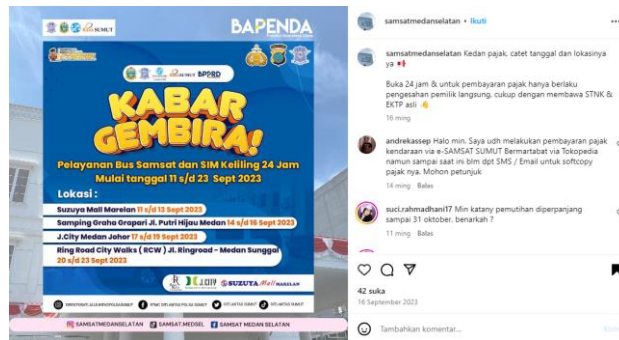 BAPENDA
SUMUT
BPPRD
KABAR
GEMBIRA!
Pelayanan Bus Samsat dan SIM Keliling 24 Jam
Mulai tanggal 11 s/d 23 Sept 2023
Lokasi :
Suzuya Mall Marelan 11 s/d 13 Sept 2023
Samping Graha Grapari Jl. Putri Hijau Medan 14 s/d 16 Sept 2023
J.City Medan Johor 17 s/d 19 Sept 2023
Ring Road City Walks ( RCW ) Jl. Ringroad - Medan Sunggal
20 s/d 23 Sept 2023
J.CITY SUZUYA Mall MARELAN
SAMSATMEDANSELATAN SAMSAT.MEDSEL SAMSAT MEDAN SELATAN
samsatmedanselatan • Ikuti
samsatmedanselatan Kedan pajak, catet tanggal dan lokasinya
ya
Buka 24 jam & untuk pembayaran pajak hanya berlaku
pengesahan pemilik langsung, cukup dengan membawa STNK &
EKTP asli
16 ming
andrekassep Halo min. Saya udh melakukan pembayaran pajak
kendaraan via e-SAMSAT SUMUT Bermartabat via Tokopedia
namun sampai saat ini blm dpt SMS / Email untuk softcopy
pajak nya. Mohon petunjuk
14 ming Balas
suci.rahmadhani17 Min katany pemutihan diperpanjang
sampai 31 oktober. benarkah ?
11 ming Balas
42 suka
16 September 2023
Tambahkan komentar...